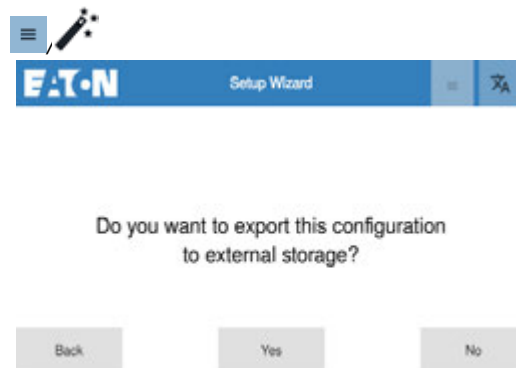 EATON
Setup Wizard
Do you want to export this configuration
to external storage?
Back
Yes
No